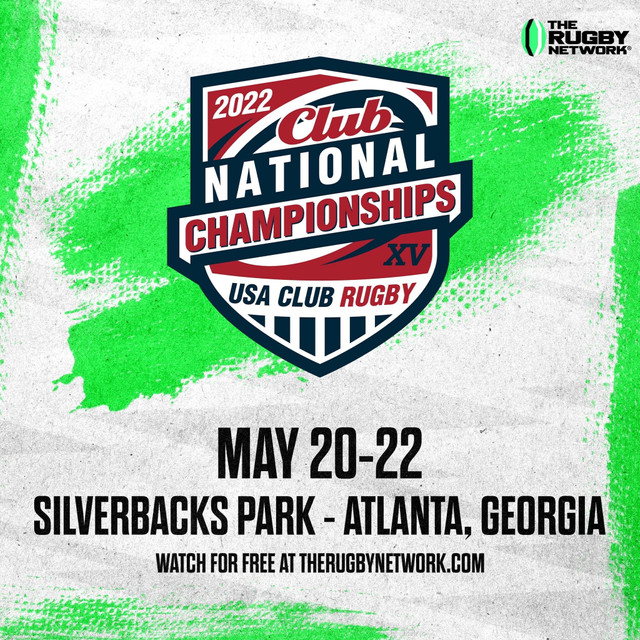 THE
RUGBY
NETWORK®
2022
Club
NATIONAL
CHAMPIONSHIPS
XV
USA CLUB RUGBY
MAY 20-22
SILVERBACKS PARK - ATLANTA, GEORGIA
WATCH FOR FREE AT THERUGBYNETWORK.COM